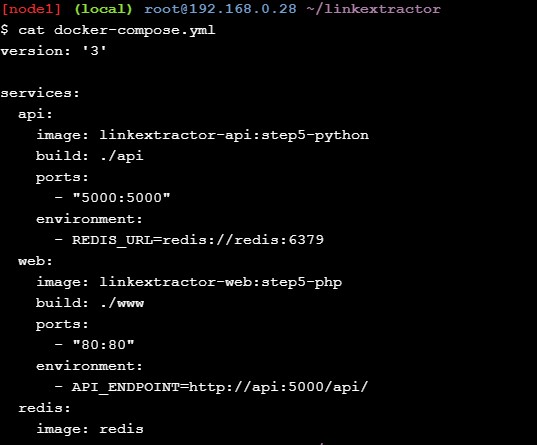 [node1] (local) root@192.168.0.28 ~/linkextractor
$ cat docker-compose.yml
version: '3'

services:
  api:
    image: linkextractor-api:step5-python
    build: ./api
    ports:
      - "5000:5000"
    environment:
      - REDIS_URL=redis://redis:6379
  web:
    image: linkextractor-web:step5-php
    build: ./www
    ports:
      - "80:80"
    environment:
      - API_ENDPOINT=http://api:5000/api/
  redis:
    image: redis